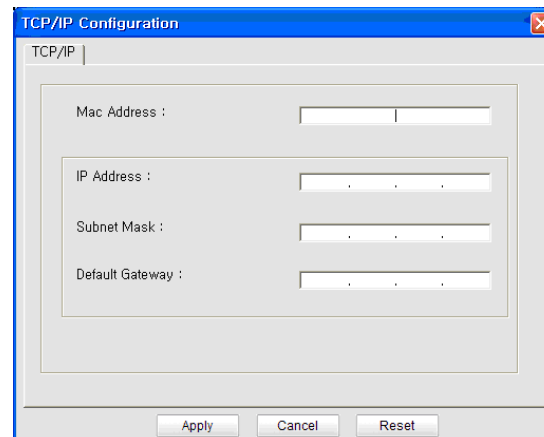 TCP/IP Configuration
TCP/IP
Mac Address :
IP Address :
. . .
Subnet Mask :
. . .
Default Gateway :
. . .
Apply Cancel Reset